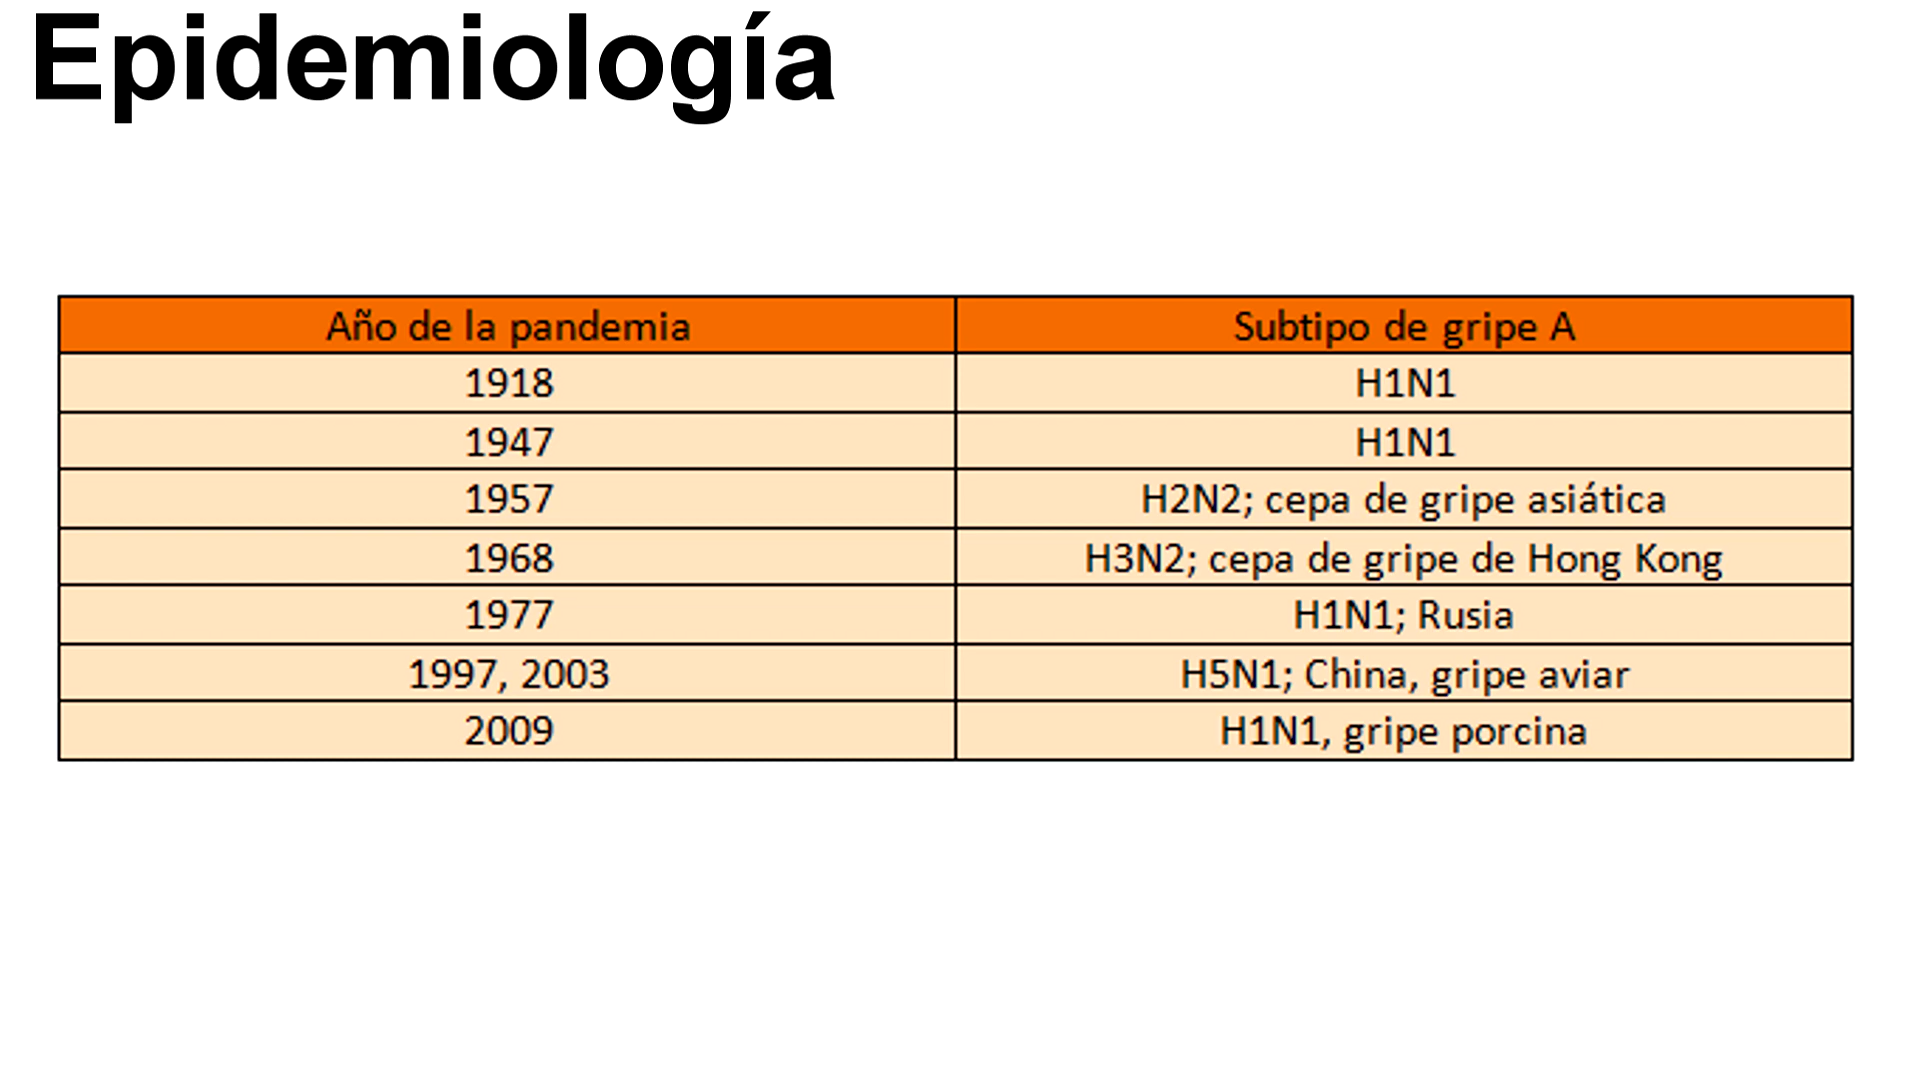 Epidemiología
Año de la pandemia Subtipo de gripe A
1918 H1N1
1947 H1N1
1957 H2N2; cepa de gripe asiática
1968 H3N2; cepa de gripe de Hong Kong
1977 H1N1; Rusia
1997, 2003 H5N1; China, gripe aviar
2009 H1N1, gripe porcina